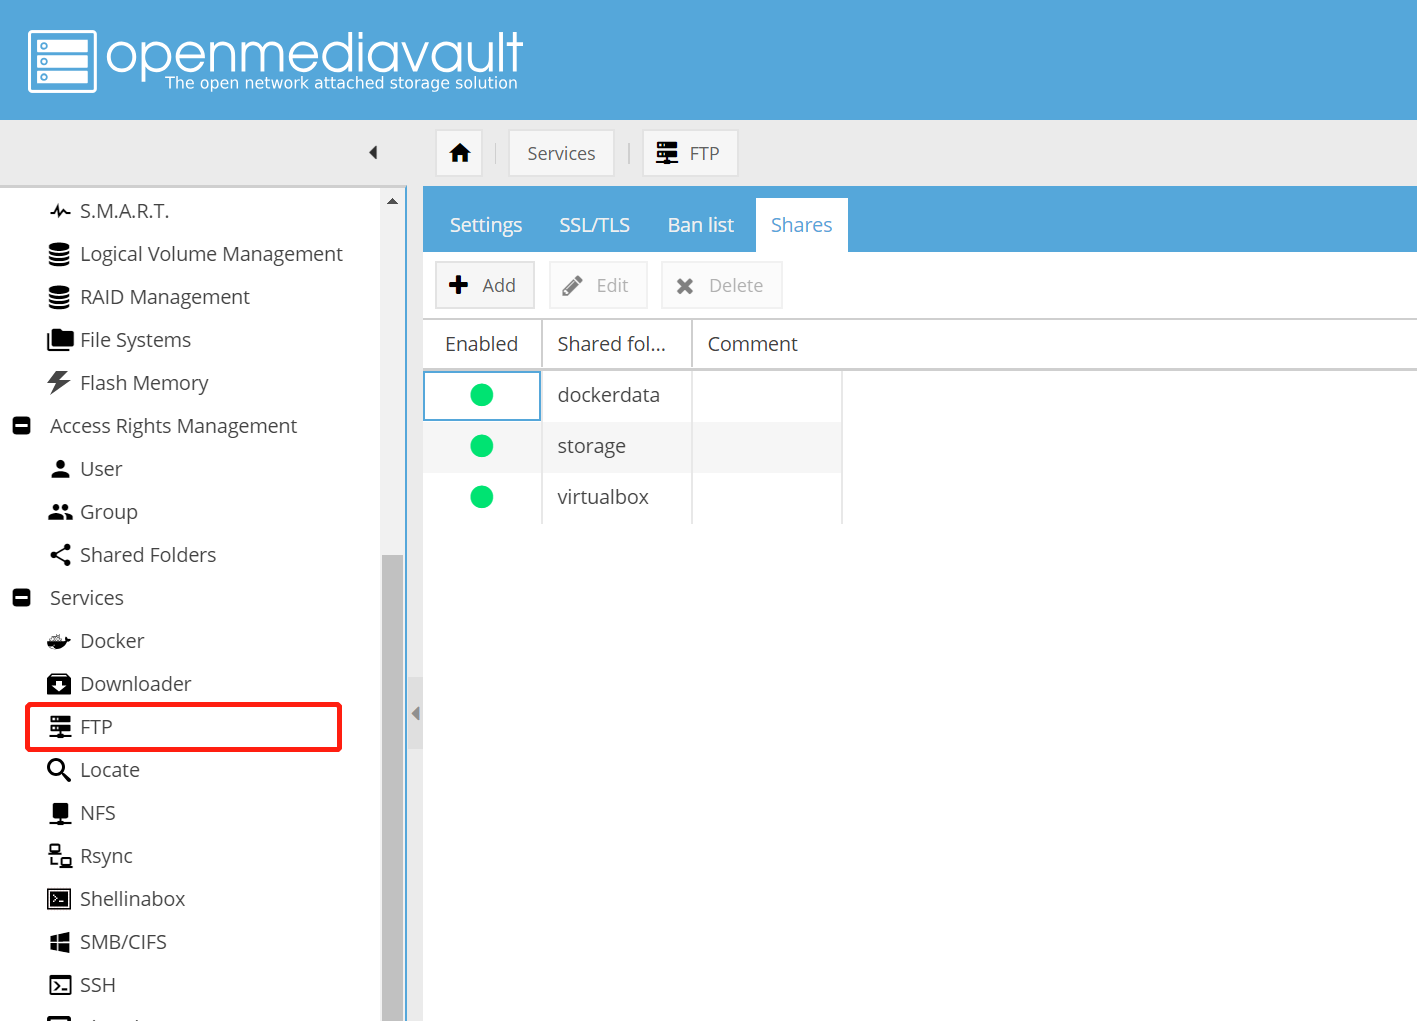 openmediavault
The open network attached storage solution
Services
FTP
S.M.A.R.T.
Logical Volume Management
RAID Management
File Systems
Flash Memory
Access Rights Management
User
Group
Shared Folders
Services
Docker
Downloader
FTP
Locate
NFS
Rsync
Shellinabox
SMB/CIFS
SSH
Settings SSL/TLS Ban list Shares
Add Edit Delete
Enabled Shared fol... Comment
dockerdata
storage
virtualbox